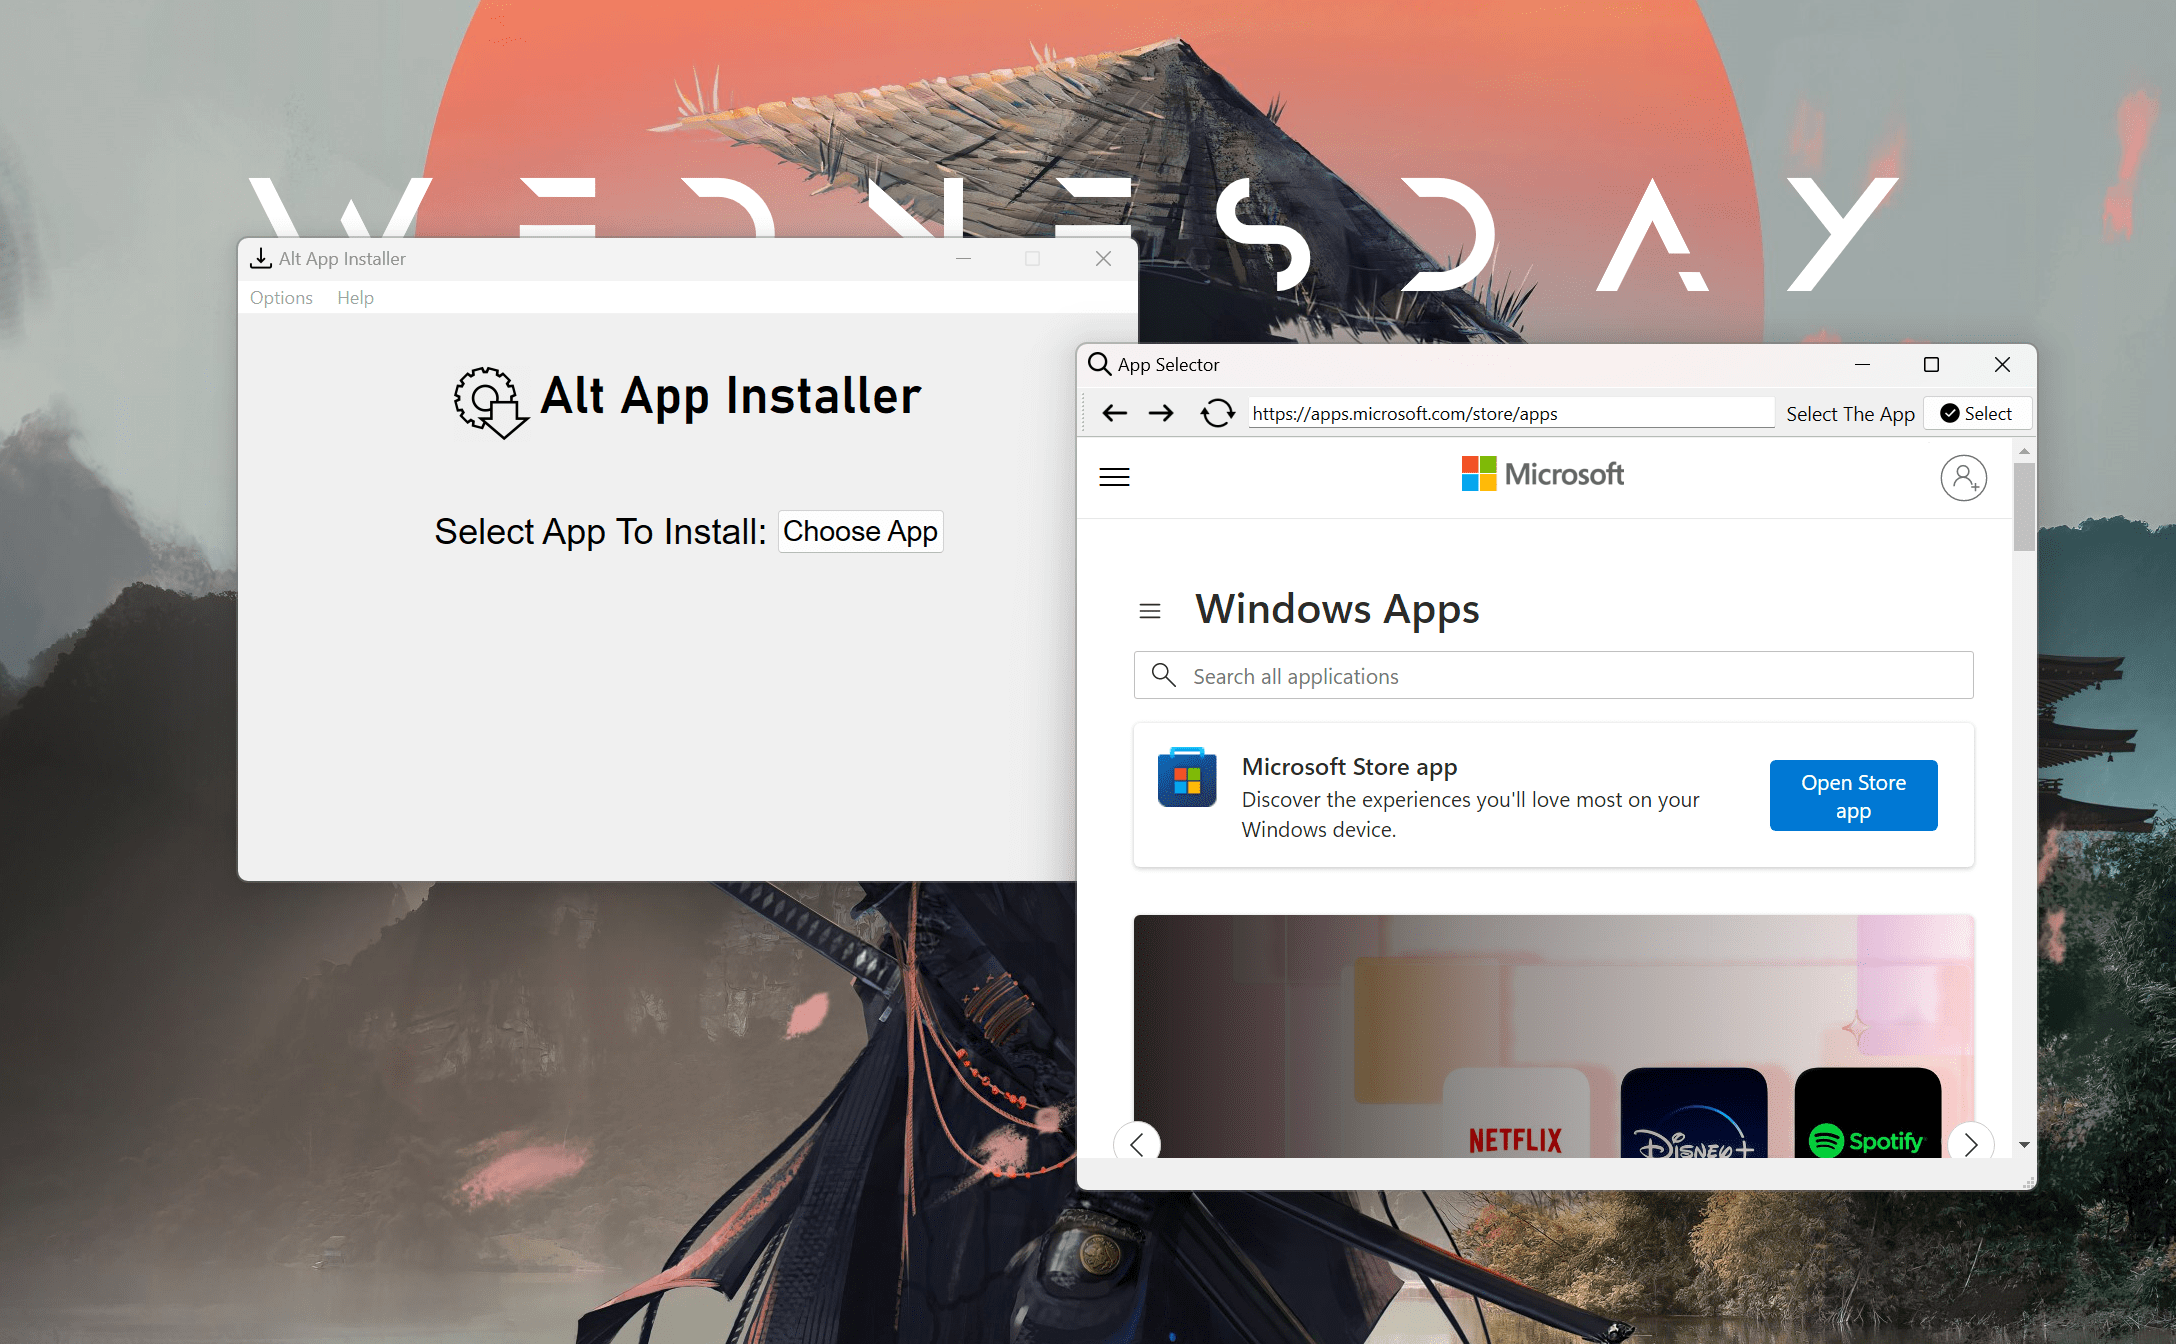 WEDNESDAY
Alt App Installer
Options Help
Alt App Installer
Select App To Install: Choose App
App Selector
https://apps.microsoft.com/store/apps Select The App Select
Microsoft
Windows Apps
Search all applications
Microsoft Store app
Discover the experiences you'll love most on your
Windows device.
Open Store
app
NETFLIX
Disney+
Spotify